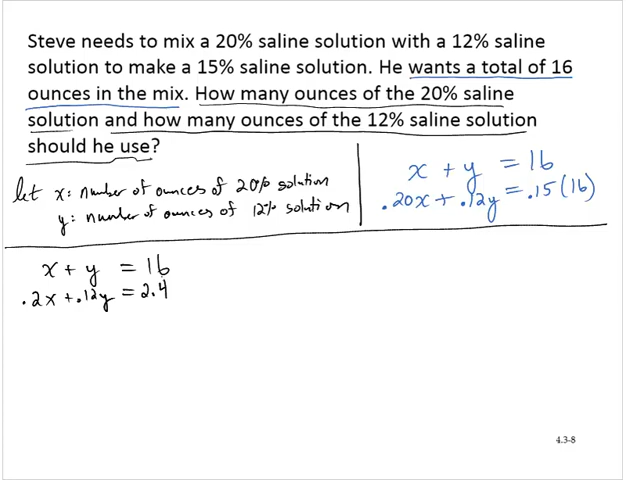 Steve needs to mix a 20% saline solution with a 12% saline
solution to make a 15% saline solution. He wants a total of 16
ounces in the mix. How many ounces of the 20% saline
solution and how many ounces of the 12% saline solution
should he use?
let x: number of ounces of 20% solution
y: number of ounces of 12% solution
x + y = 16
.20x + .12y = .15(16)
x + y = 16
.2x + .12y = 2.4
4.3-8